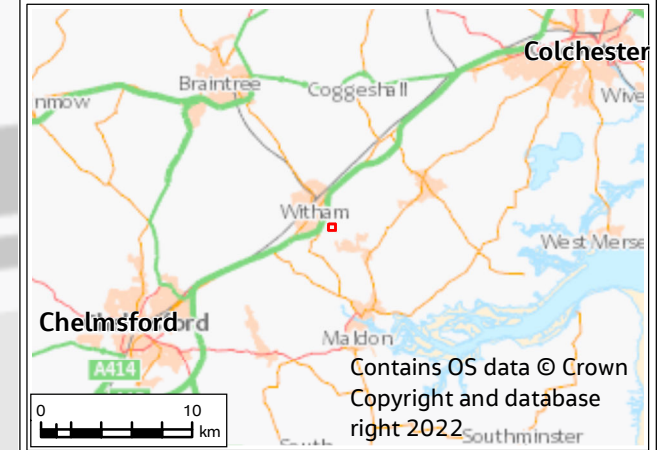 Colchester
Braintree
Coggeshall
nmow
Wive
Witham
West Merse
Chelmsford
Maldon
A414
Contains OS data © Crown
Copyright and database
right 2022
Southminster
0 10
km